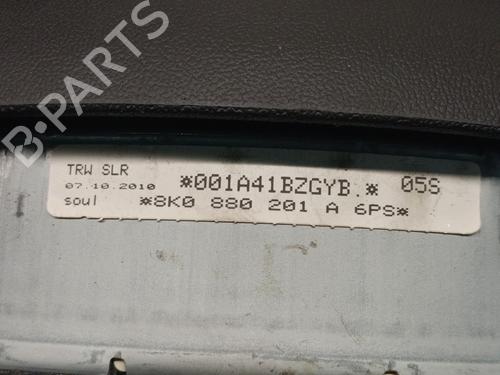 B-PARTS
TRW SLR
07.10.2010
*001A41BZGYB.*
05S
soul
*8K0 880 201 A 6PS*